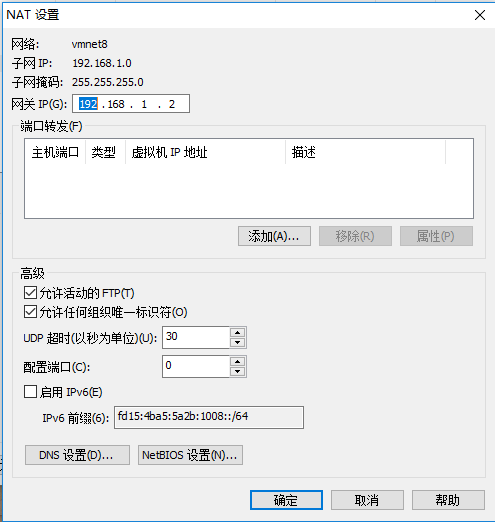 NAT 设置
网络: vmnet8
子网 IP: 192.168.1.0
子网掩码: 255.255.255.0
网关 IP(G): 192 . 168 . 1 . 2
端口转发(F)
主机端口 类型 虚拟机 IP 地址 描述
添加(A)... 移除(R) 属性(P)
高级
允许活动的 FTP(T)
允许任何组织唯一标识符(O)
UDP 超时(以秒为单位)(U): 30
配置端口(C): 0
启用 IPv6(E)
IPv6 前缀(6): fd15:4ba5:5a2b:1008::/64
DNS 设置(D)... NetBIOS 设置(N)...
确定 取消 帮助